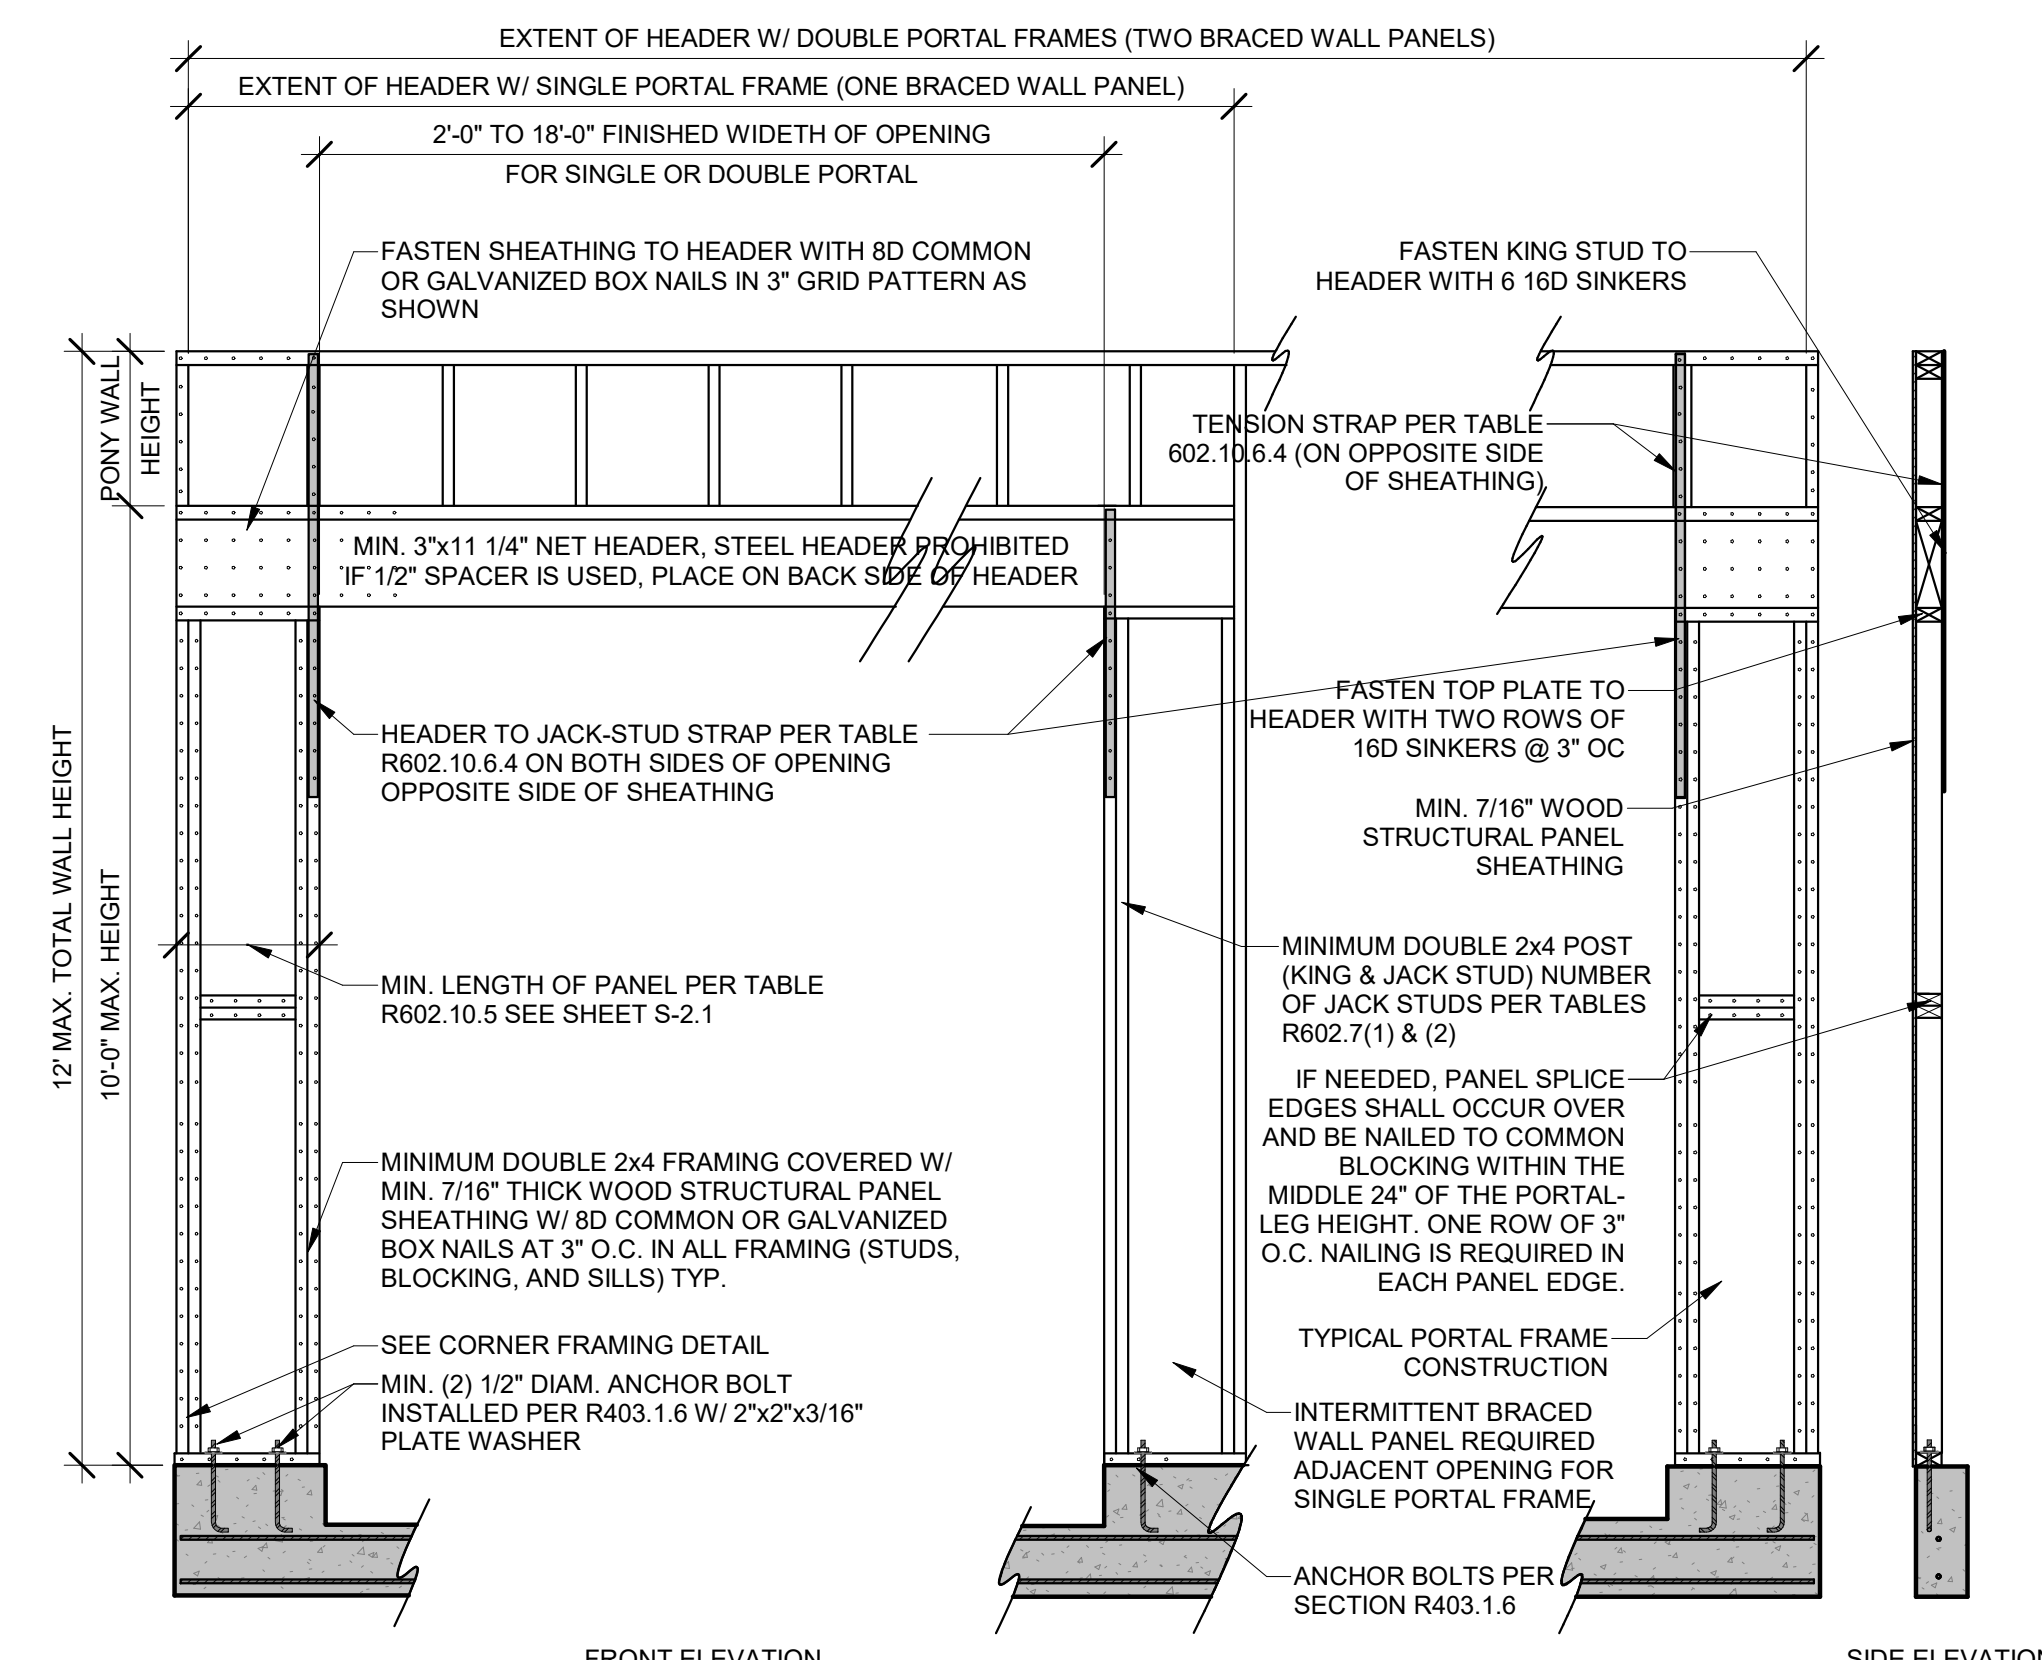 EXTENT OF HEADER W/ DOUBLE PORTAL FRAMES (TWO BRACED WALL PANELS)
EXTENT OF HEADER W/ SINGLE PORTAL FRAME (ONE BRACED WALL PANEL)
2'-0" TO 18'-0" FINISHED WIDETH OF OPENING
FOR SINGLE OR DOUBLE PORTAL
FASTEN SHEATHING TO HEADER WITH 8D COMMON
OR GALVANIZED BOX NAILS IN 3" GRID PATTERN AS
SHOWN
FASTEN KING STUD TO
HEADER WITH 6 16D SINKERS
PONY WALL
HEIGHT
TENSION STRAP PER TABLE
602.10.6.4 (ON OPPOSITE SIDE
OF SHEATHING)
MIN. 3"x11 1/4" NET HEADER, STEEL HEADER PROHIBITED
IF 1/2" SPACER IS USED, PLACE ON BACK SIDE OF HEADER
12' MAX. TOTAL WALL HEIGHT
10'-0" MAX. HEIGHT
HEADER TO JACK-STUD STRAP PER TABLE
R602.10.6.4 ON BOTH SIDES OF OPENING
OPPOSITE SIDE OF SHEATHING
FASTEN TOP PLATE TO
HEADER WITH TWO ROWS OF
16D SINKERS @ 3" OC
MIN. 7/16" WOOD
STRUCTURAL PANEL
SHEATHING
MIN. LENGTH OF PANEL PER TABLE
R602.10.5 SEE SHEET S-2.1
MINIMUM DOUBLE 2x4 POST
(KING & JACK STUD) NUMBER
OF JACK STUDS PER TABLES
R602.7(1) & (2)
IF NEEDED, PANEL SPLICE
EDGES SHALL OCCUR OVER
AND BE NAILED TO COMMON
BLOCKING WITHIN THE
MIDDLE 24" OF THE PORTAL-
LEG HEIGHT. ONE ROW OF 3"
O.C. NAILING IS REQUIRED IN
EACH PANEL EDGE.
MINIMUM DOUBLE 2x4 FRAMING COVERED W/
MIN. 7/16" THICK WOOD STRUCTURAL PANEL
SHEATHING W/ 8D COMMON OR GALVANIZED
BOX NAILS AT 3" O.C. IN ALL FRAMING (STUDS,
BLOCKING, AND SILLS) TYP.
SEE CORNER FRAMING DETAIL
MIN. (2) 1/2" DIAM. ANCHOR BOLT
INSTALLED PER R403.1.6 W/ 2"x2"x3/16"
PLATE WASHER
TYPICAL PORTAL FRAME
CONSTRUCTION
INTERMITTENT BRACED
WALL PANEL REQUIRED
ADJACENT OPENING FOR
SINGLE PORTAL FRAME
ANCHOR BOLTS PER
SECTION R403.1.6
FRONT ELEVATION
SIDE ELEVATION